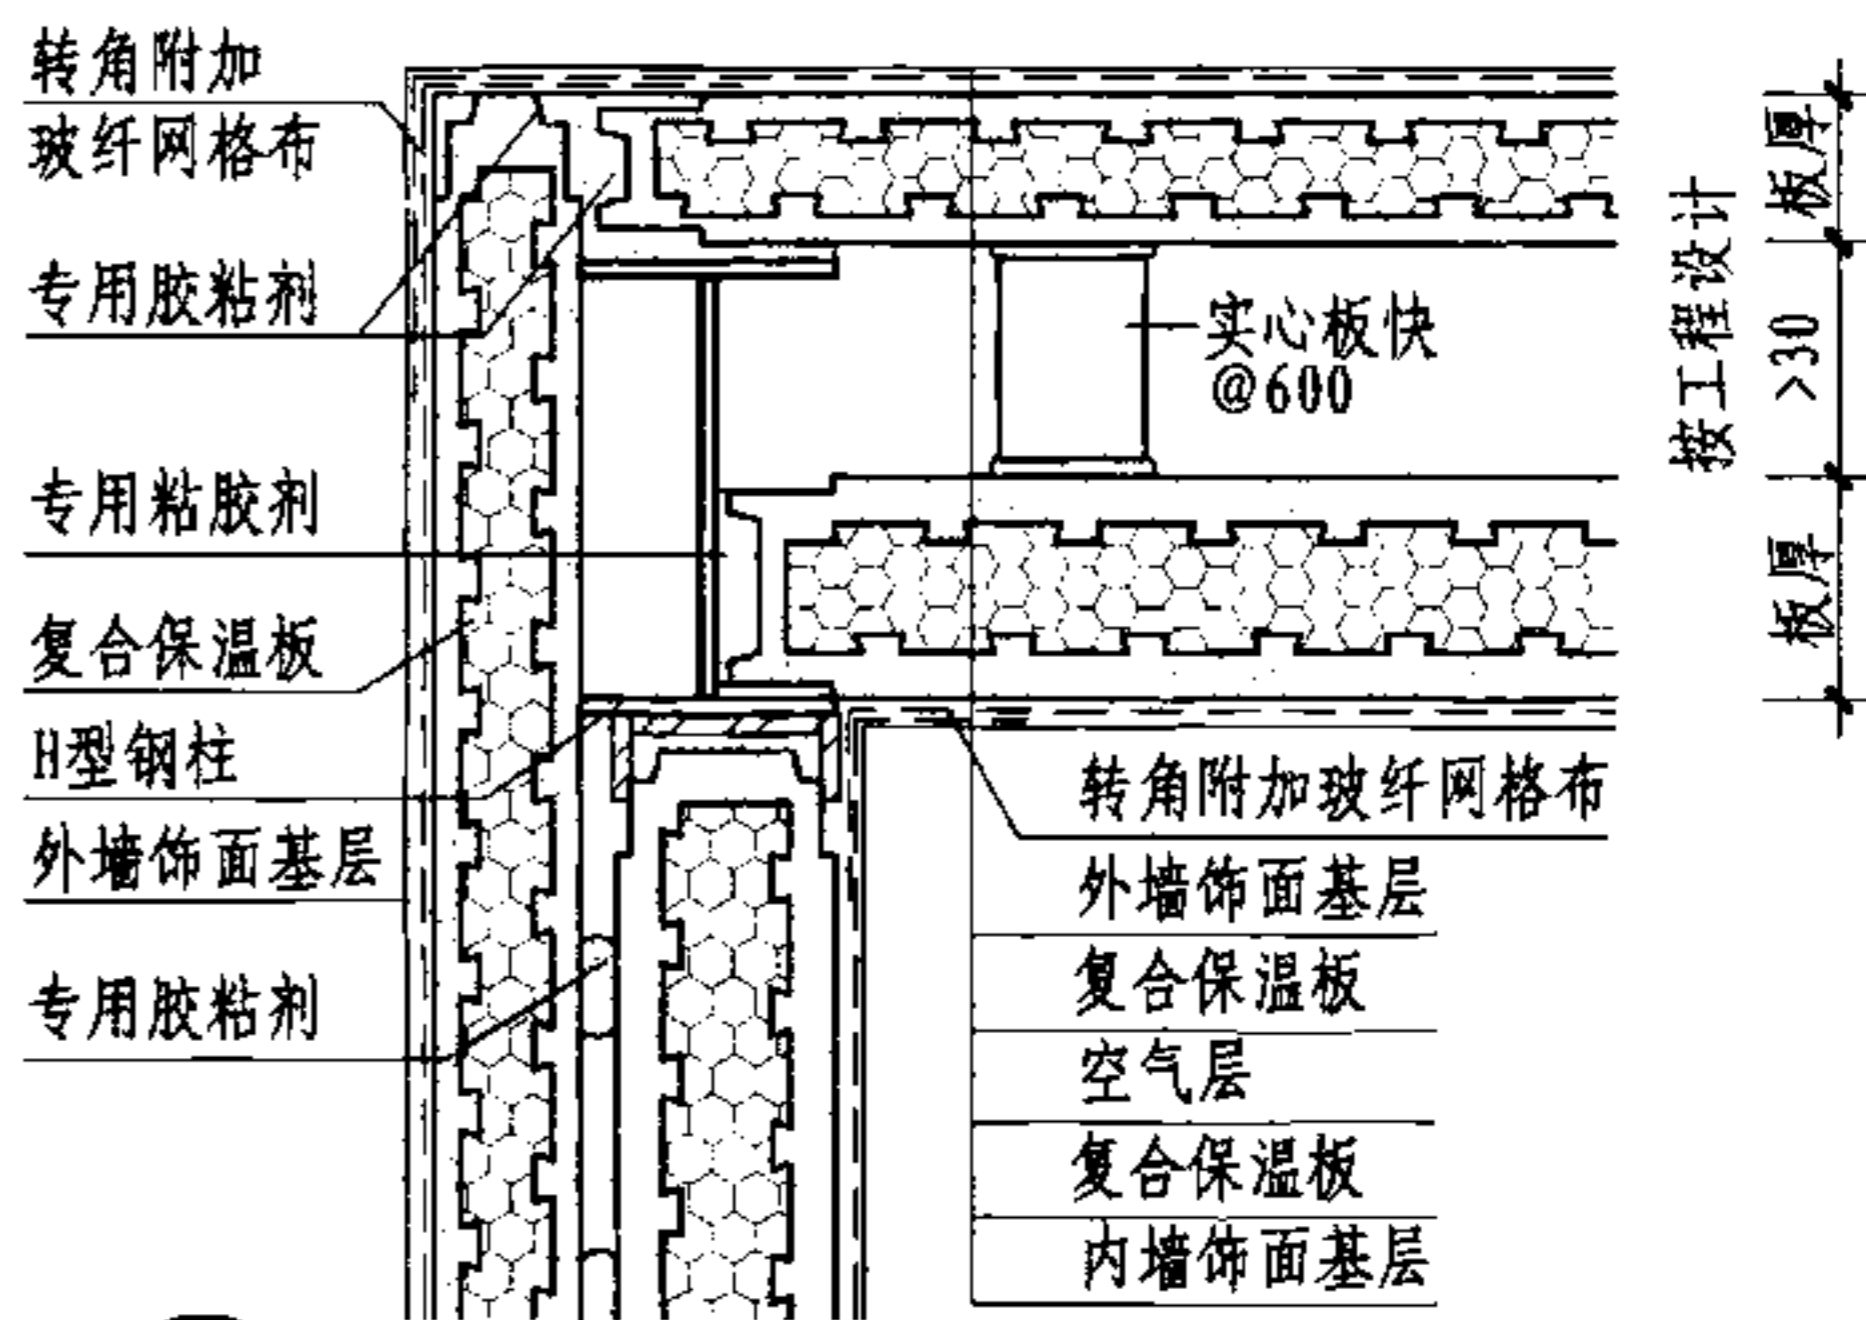 转角附加
玻纤网格布
专用胶粘剂
专用粘胶剂
复合保温板
H型钢柱
外墙饰面基层
专用胶粘剂
实心板快
@600
转角附加玻纤网格布
外墙饰面基层
复合保温板
空气层
复合保温板
内墙饰面基层
按工程设计
板厚
>30
板厚